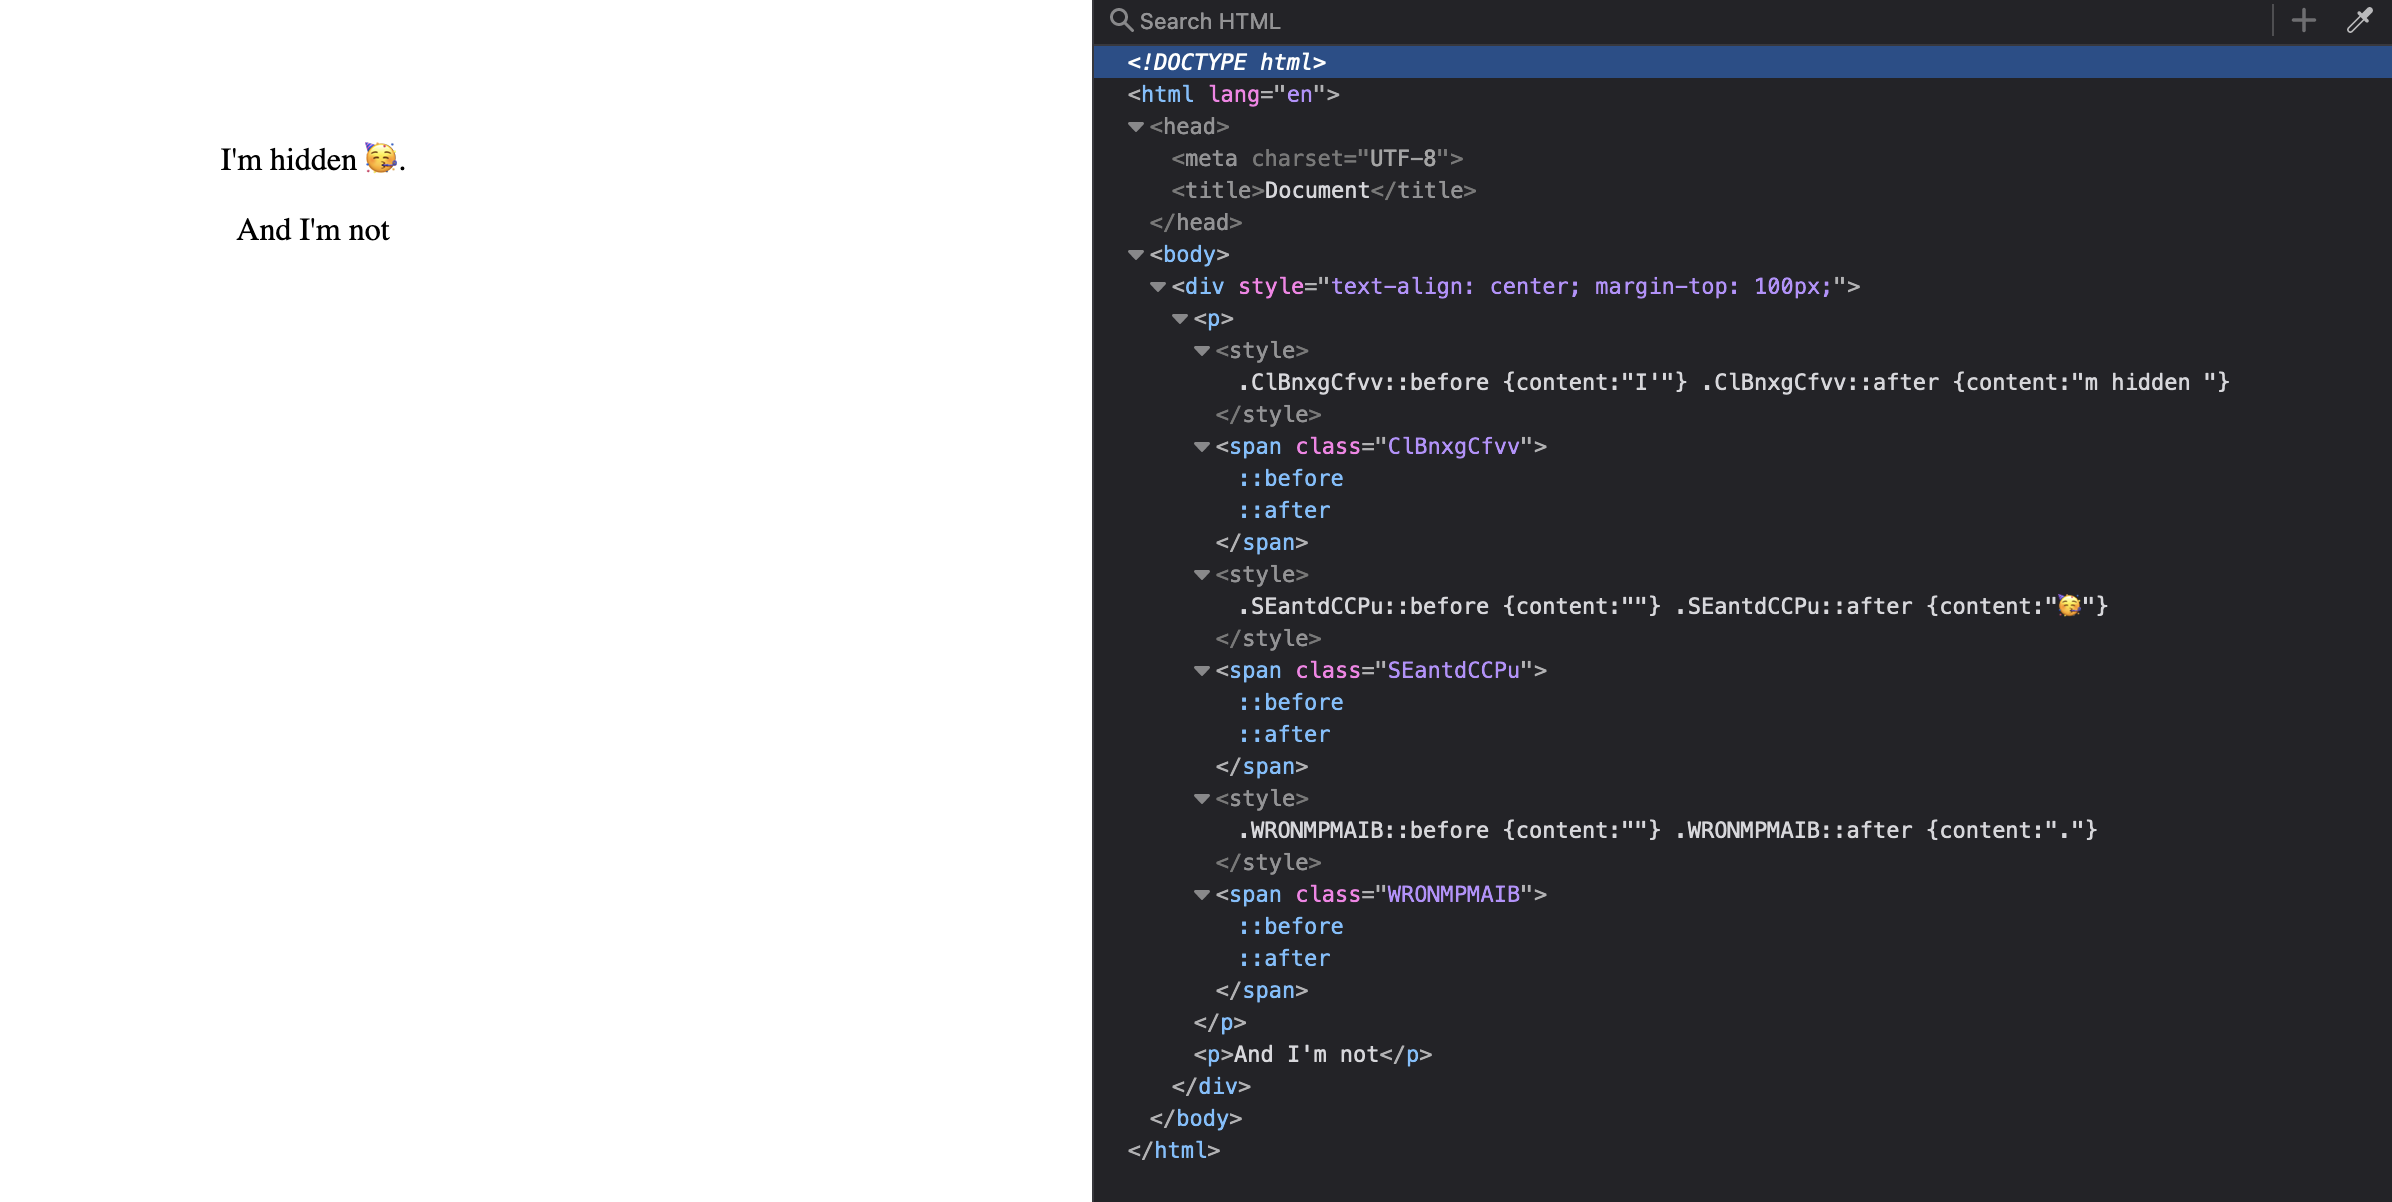 I'm hidden 🥳.
And I'm not
Search HTML
<!DOCTYPE html>
<html lang="en">
<head>
<meta charset="UTF-8">
<title>Document</title>
</head>
<body>
<div style="text-align: center; margin-top: 100px;">
<p>
<style>
.ClBnxgCfvv::before {content:"I'"} .ClBnxgCfvv::after {content:"m hidden "}
</style>
<span class="ClBnxgCfvv">
::before
::after
</span>
<style>
.SEantdCCPu::before {content:""} .SEantdCCPu::after {content:"🥳"}
</style>
<span class="SEantdCCPu">
::before
::after
</span>
<style>
.WRONMPMAIB::before {content:""} .WRONMPMAIB::after {content:"."}
</style>
<span class="WRONMPMAIB">
::before
::after
</span>
</p>
<p>And I'm not</p>
</div>
</body>
</html>